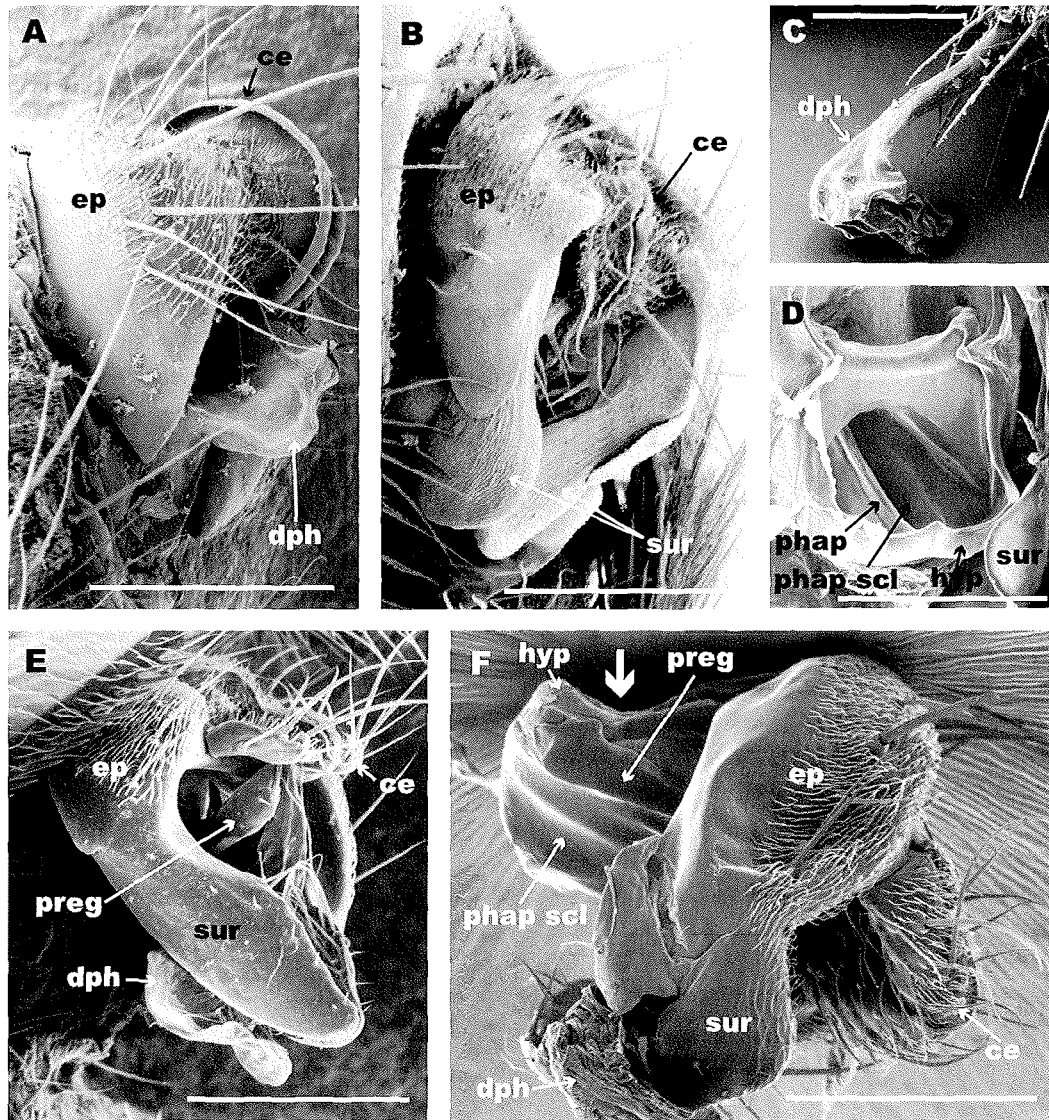 A
ce
ep
dph
B
ce
ep
sur
C
dph
D
phap
phap scl hyp sur
E
ep
ce
preg
sur
dph
F
hyp preg
ep
phap scl
sur
dph
ce